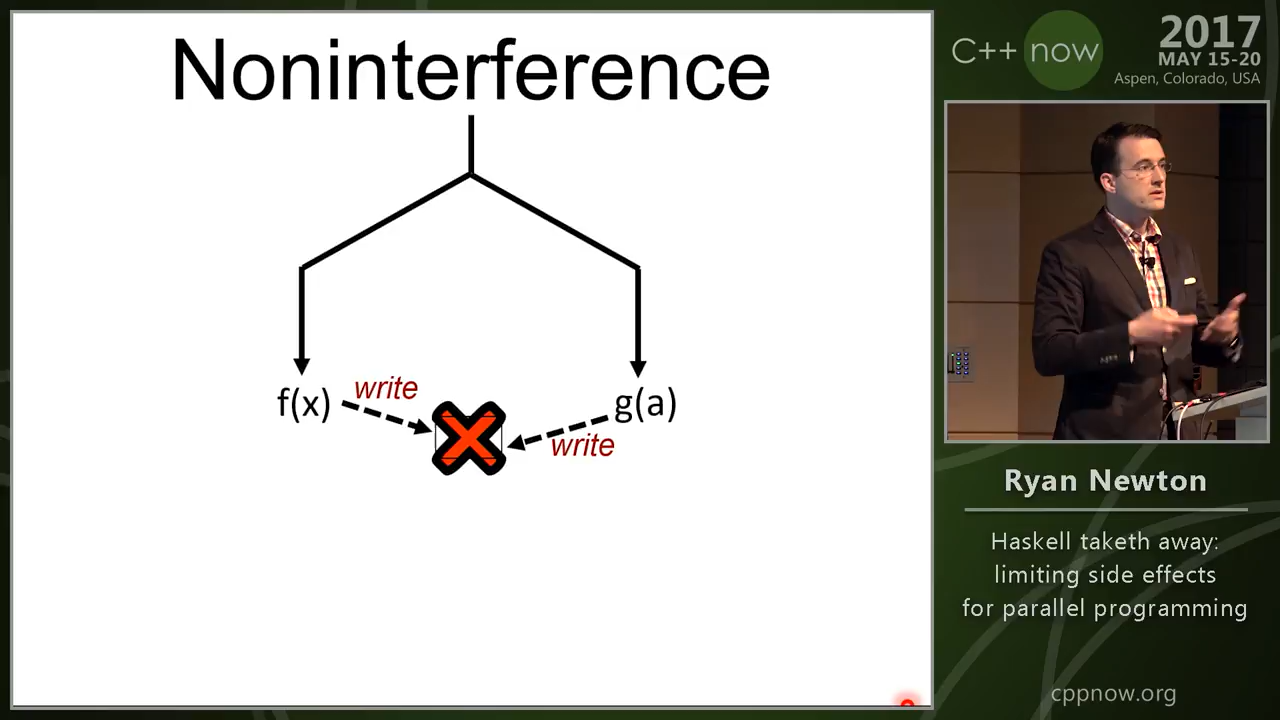 Noninterference
f(x)
write
write
g(a)
C++ now
2017
MAY 15-20
Aspen, Colorado, USA
Ryan Newton
Haskell taketh away:
limiting side effects
for parallel programming
cppnow.org